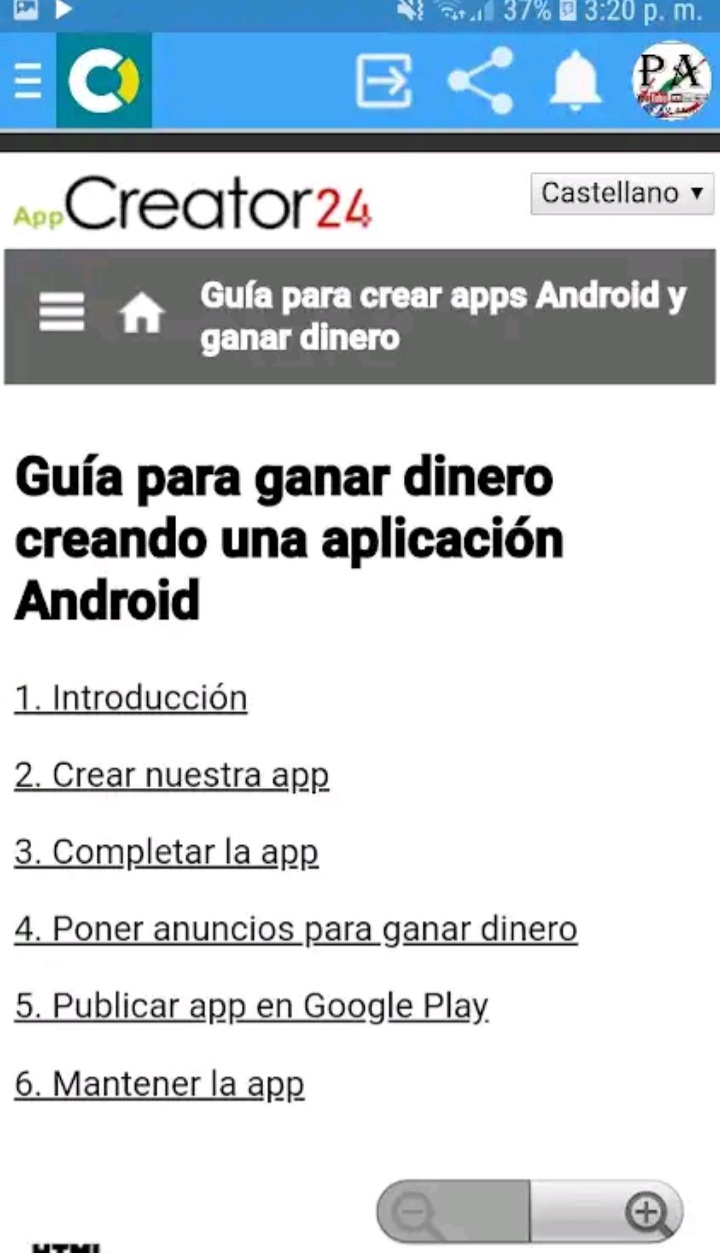 37% 3:20 p. m.
PA
AppCreator24
Castellano ▼
Guía para crear apps Android y
ganar dinero
Guía para ganar dinero
creando una aplicación
Android
1. Introducción
2. Crear nuestra app
3. Completar la app
4. Poner anuncios para ganar dinero
5. Publicar app en Google Play
6. Mantener la app
HTML